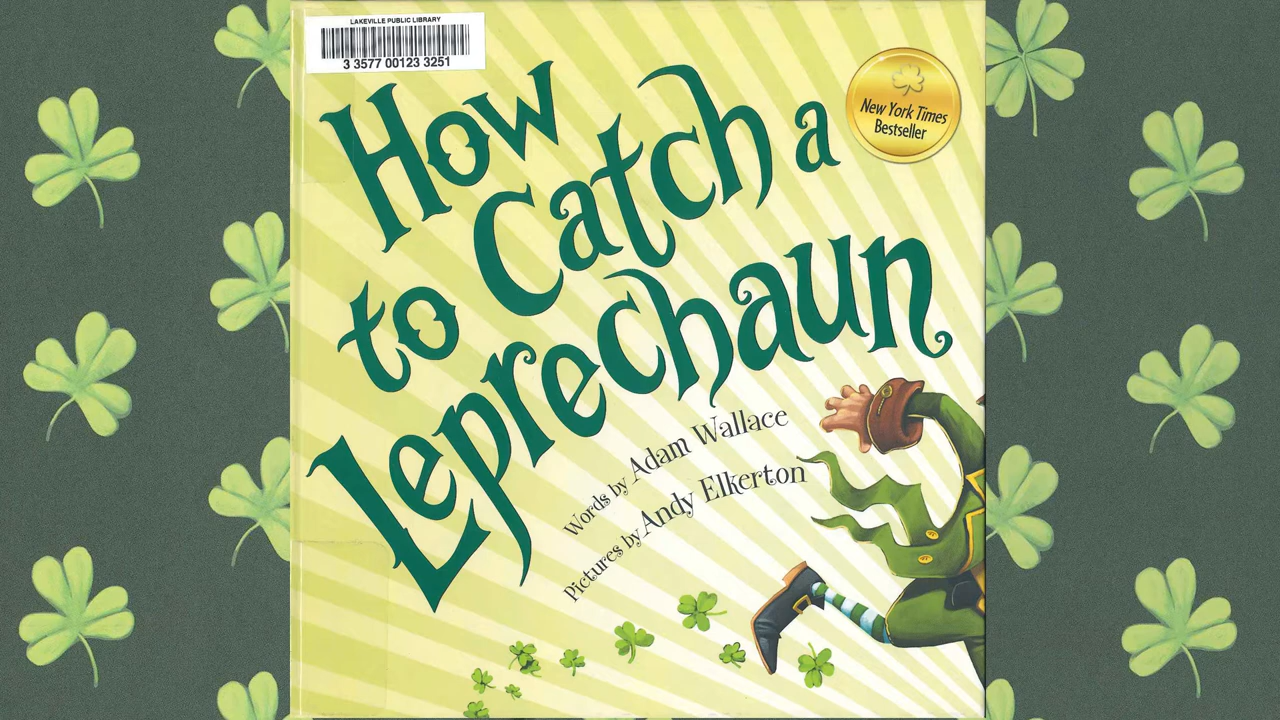 LAKEVILLE PUBLIC LIBRARY
3 3577 00123 3251
How
to Catch a
Leprechaun
New York Times
Bestseller
Words by Adam Wallace
Pictures by Andy Elkerton